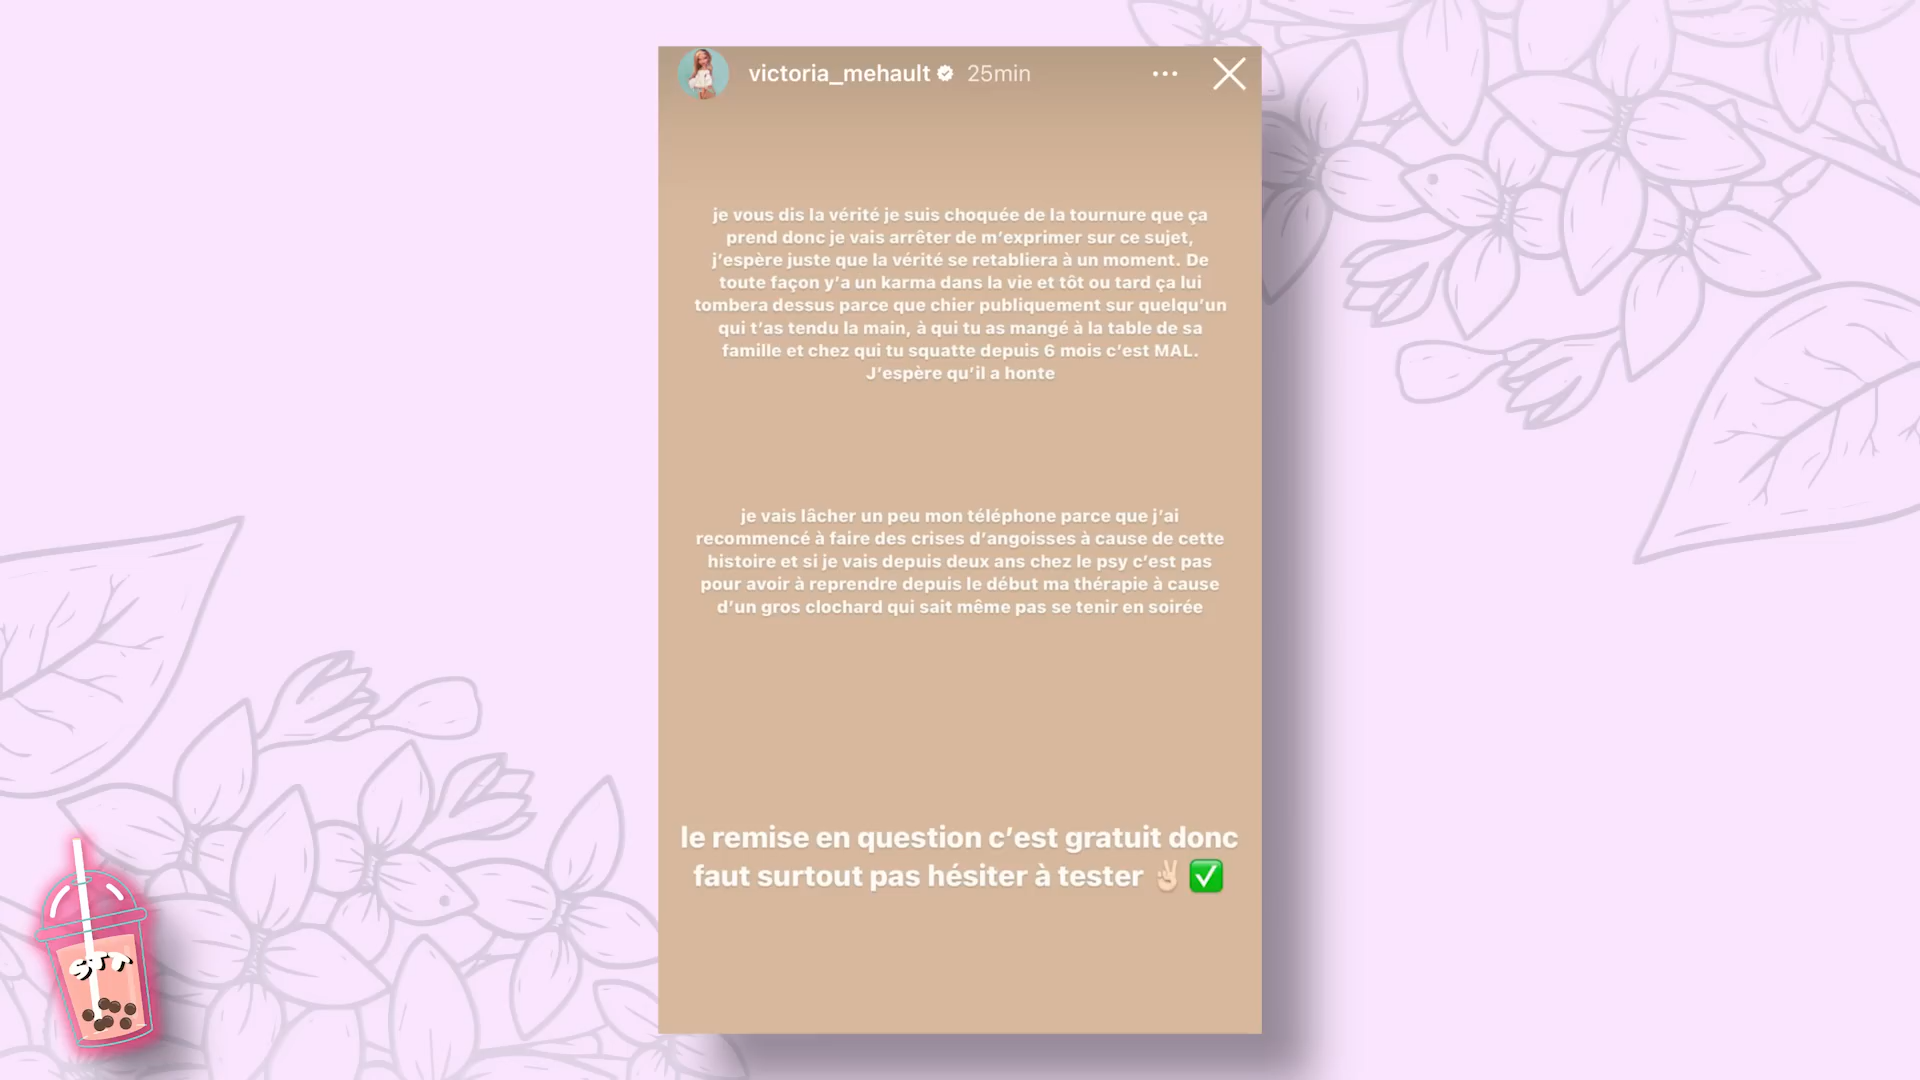 victoria_mehault 25min
je vous dis la vérité je suis choquée de la tournure que ça
prend donc je vais arrêter de m'exprimer sur ce sujet,
j'espère juste que la vérité se retabliera à un moment. De
toute façon y'a un karma dans la vie et tôt ou tard ça lui
tombera dessus parce que chier publiquement sur quelqu'un
qui t'as tendu la main, à qui tu as mangé à la table de sa
famille et chez qui tu squatte depuis 6 mois c'est MAL.
J'espère qu'il a honte
je vais lâcher un peu mon téléphone parce que j'ai
recommencé à faire des crises d'angoisses à cause de cette
histoire et si je vais depuis deux ans chez le psy c'est pas
pour avoir à reprendre depuis le début ma thérapie à cause
d'un gros clochard qui sait même pas se tenir en soirée
le remise en question c'est gratuit donc
faut surtout pas hésiter à tester ✌🏻✅
STT